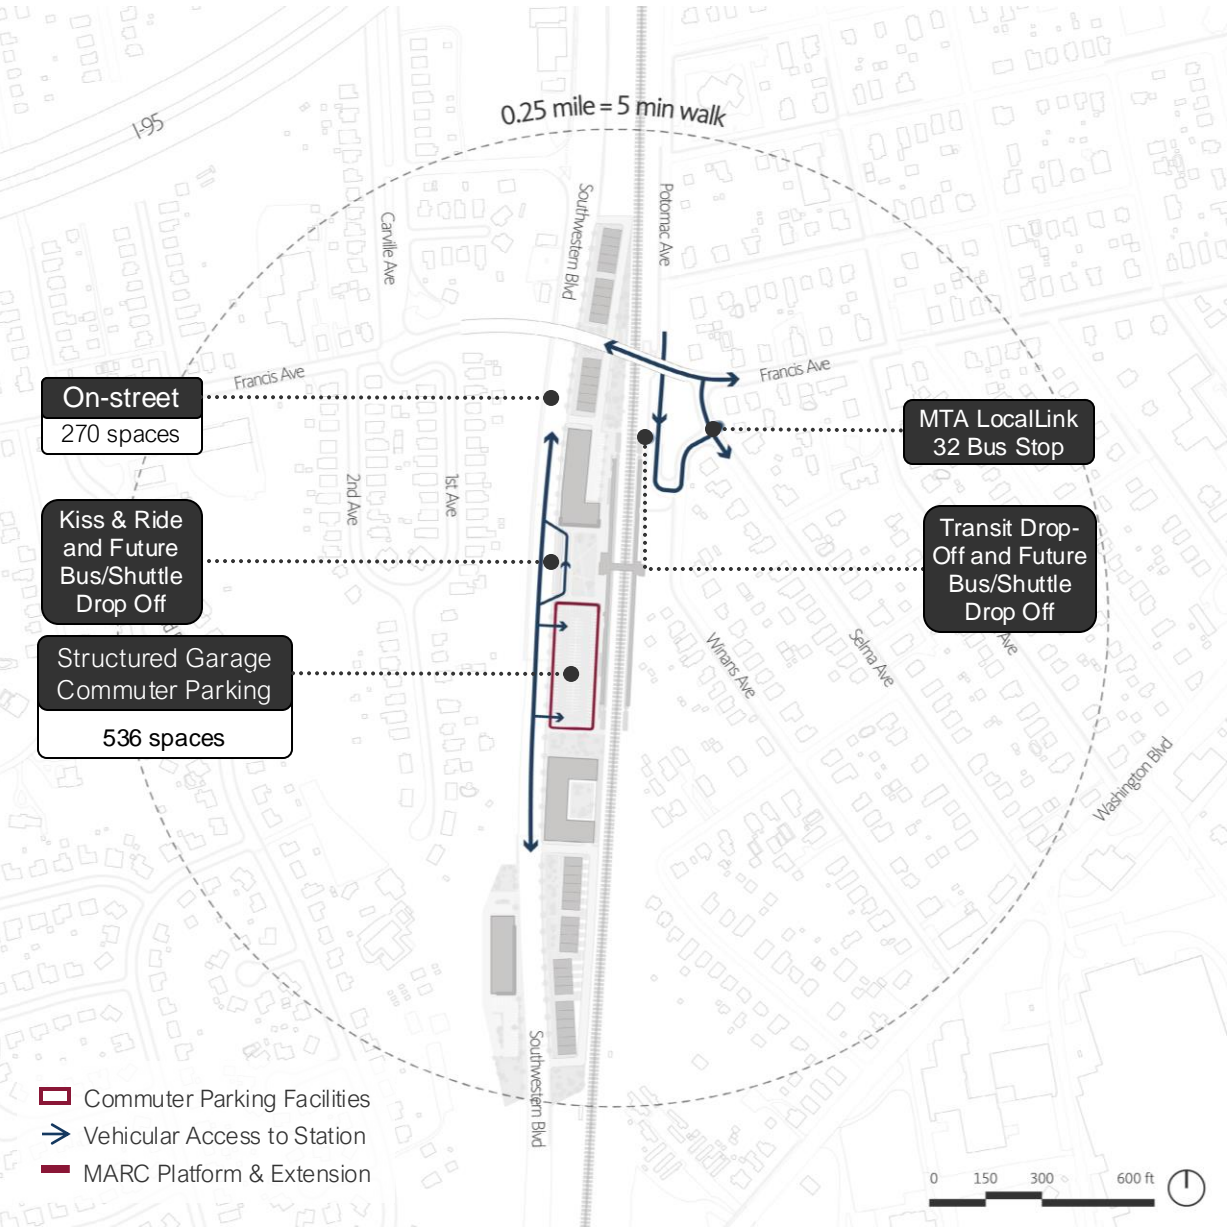 0.25 mile = 5 min walk
I-95
Carville Ave
Southwestern Blvd
Potomac Ave
Francis Ave
Francis Ave
On-street
270 spaces
MTA LocalLink
32 Bus Stop
2nd Ave
1st Ave
Kiss & Ride
and Future
Bus/Shuttle
Drop Off
Transit Drop-
Off and Future
Bus/Shuttle
Drop Off
Structured Garage
Commuter Parking
536 spaces
Winans Ave
Selma Ave
Ave
Washington Blvd
Southwestern Blvd
Commuter Parking Facilities
Vehicular Access to Station
MARC Platform & Extension
0 150 300 600 ft